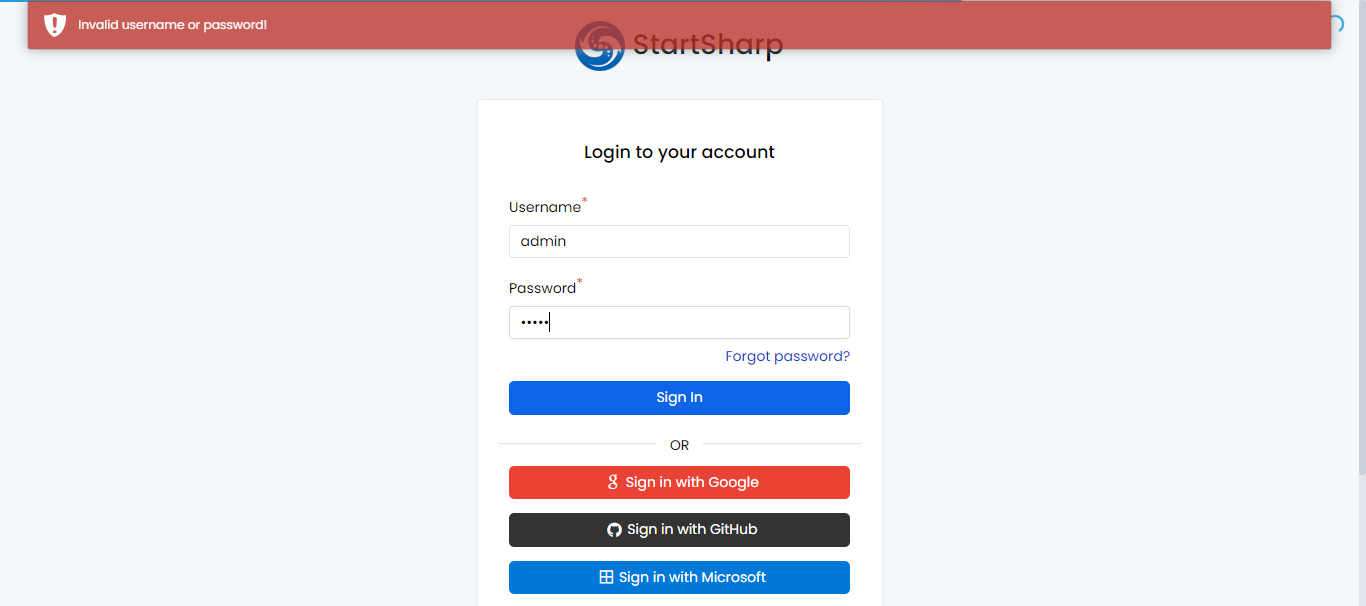 Invalid username or password!
StartSharp
Login to your account
Username*
admin
Password*
•••••
Forgot password?
Sign In
OR
Sign in with Google
Sign in with GitHub
Sign in with Microsoft